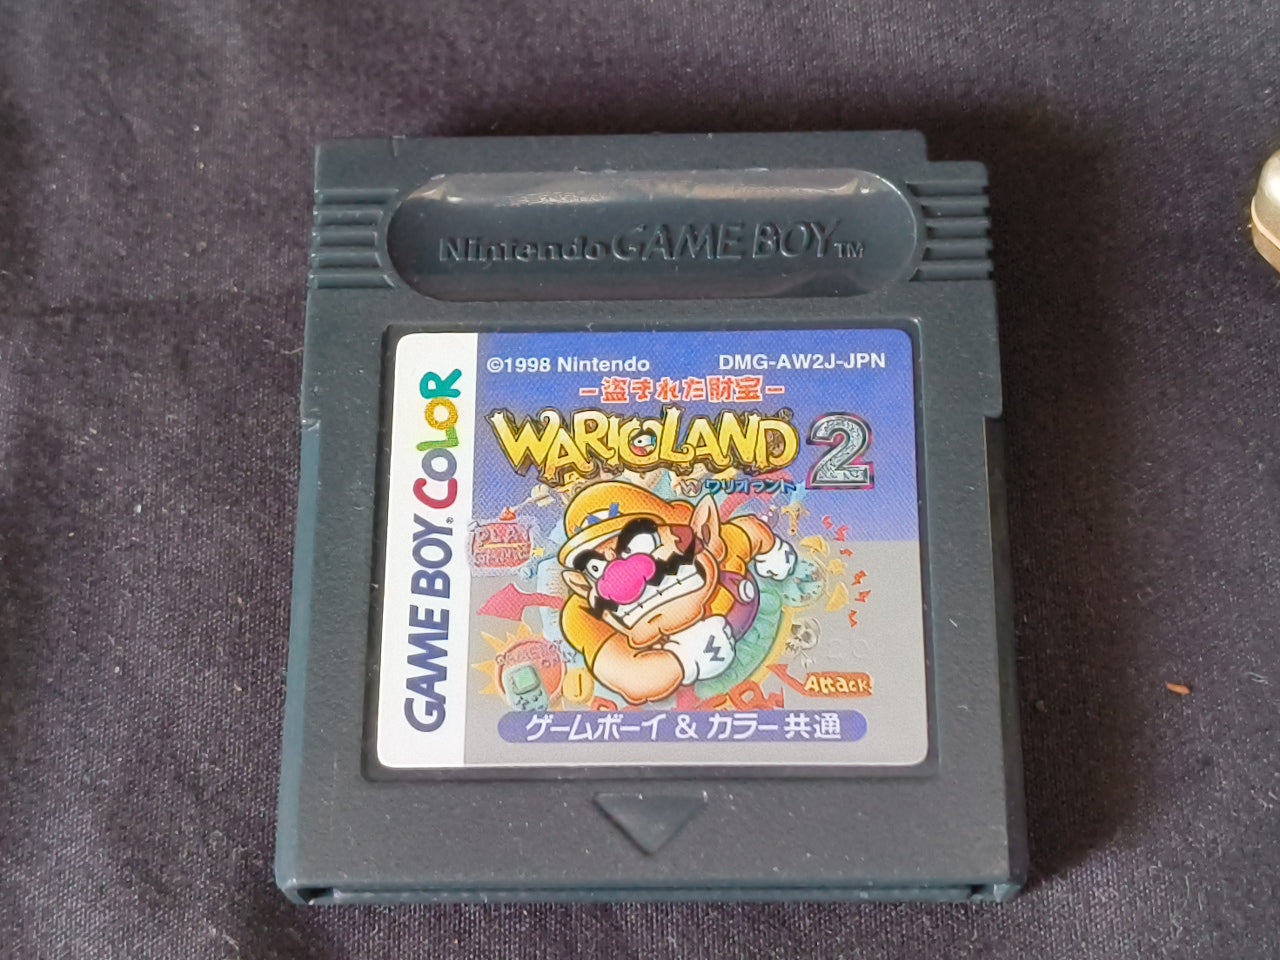 Nintendo GAME BOY™
GAME BOY® COLOR
©1998 Nintendo DMG-AW2J-JPN
-盗まれた財宝-
WARIOLAND® 2
ワリオランド
Attack
ゲームボーイ & カラー共通